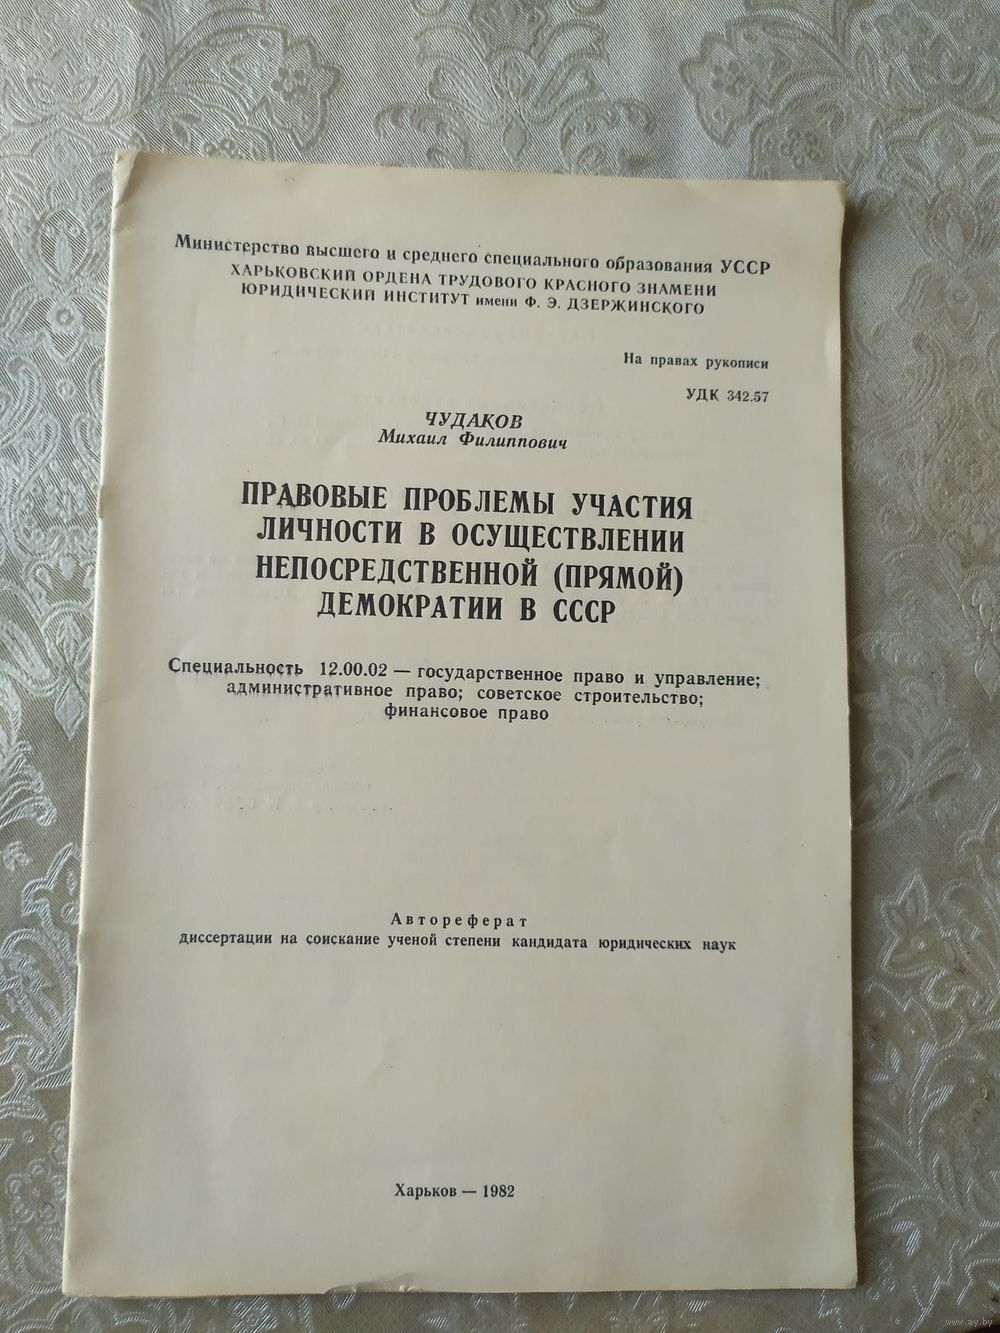 Министерство высшего и среднего специального образования УССР
ХАРЬКОВСКИЙ ОРДЕНА ТРУДОВОГО КРАСНОГО ЗНАМЕНИ
ЮРИДИЧЕСКИЙ ИНСТИТУТ имени Ф. Э. ДЗЕРЖИНСКОГО
На правах рукописи
УДК 342.57
ЧУДАКОВ
Михаил Филиппович
ПРАВОВЫЕ ПРОБЛЕМЫ УЧАСТИЯ
ЛИЧНОСТИ В ОСУЩЕСТВЛЕНИИ
НЕПОСРЕДСТВЕННОЙ (ПРЯМОЙ)
ДЕМОКРАТИИ В СССР
Специальность 12.00.02 — государственное право и управление;
административное право; советское строительство;
финансовое право
Автореферат
диссертации на соискание ученой степени кандидата юридических наук
Харьков — 1982
www.ay.by